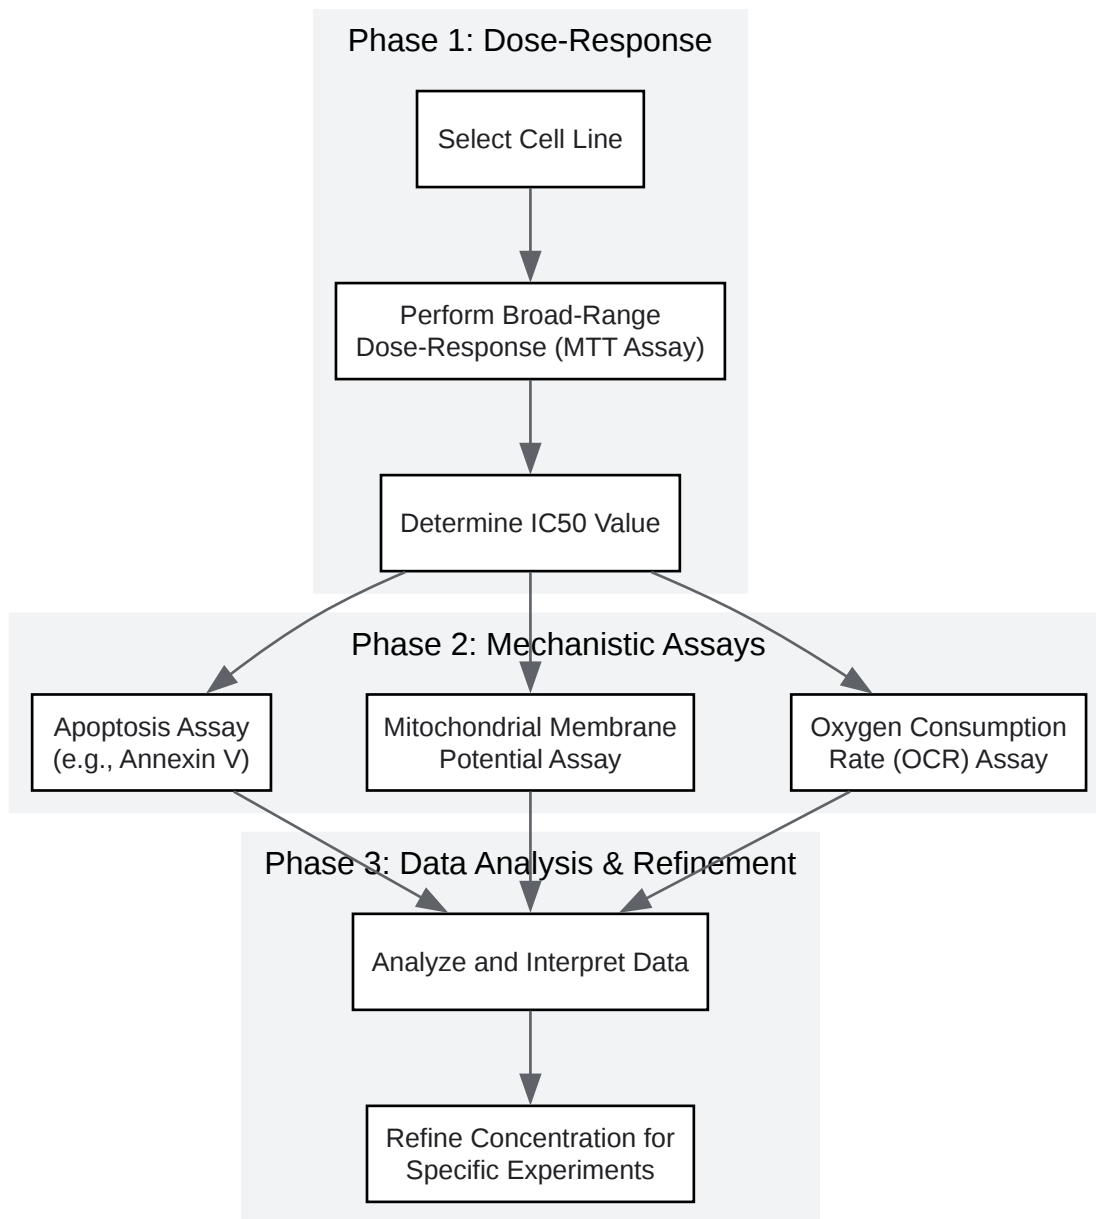 Phase 1: Dose-Response
Select Cell Line
Perform Broad-Range
Dose-Response (MTT Assay)
Determine IC50 Value
Phase 2: Mechanistic Assays
Apoptosis Assay
(e.g., Annexin V)
Mitochondrial Membrane
Potential Assay
Oxygen Consumption
Rate (OCR) Assay
Phase 3: Data Analysis & Refinement
Analyze and Interpret Data
Refine Concentration for
Specific Experiments